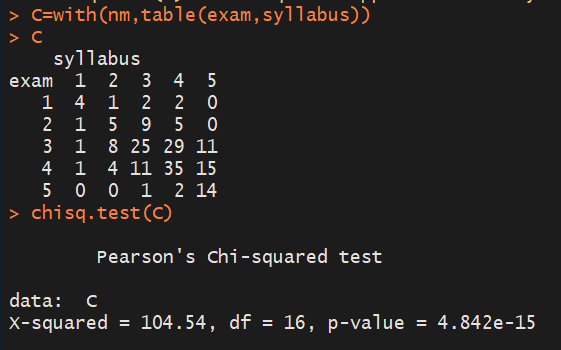 > C=with(nm,table(exam,syllabus))
> C
    syllabus
exam  1  2  3  4  5
   1  4  1  2  2  0
   2  1  5  9  5  0
   3  1  8 25 29 11
   4  1  4 11 35 15
   5  0  0  1  2 14
> chisq.test(C)
        Pearson's Chi-squared test
data:  C
X-squared = 104.54, df = 16, p-value = 4.842e-15